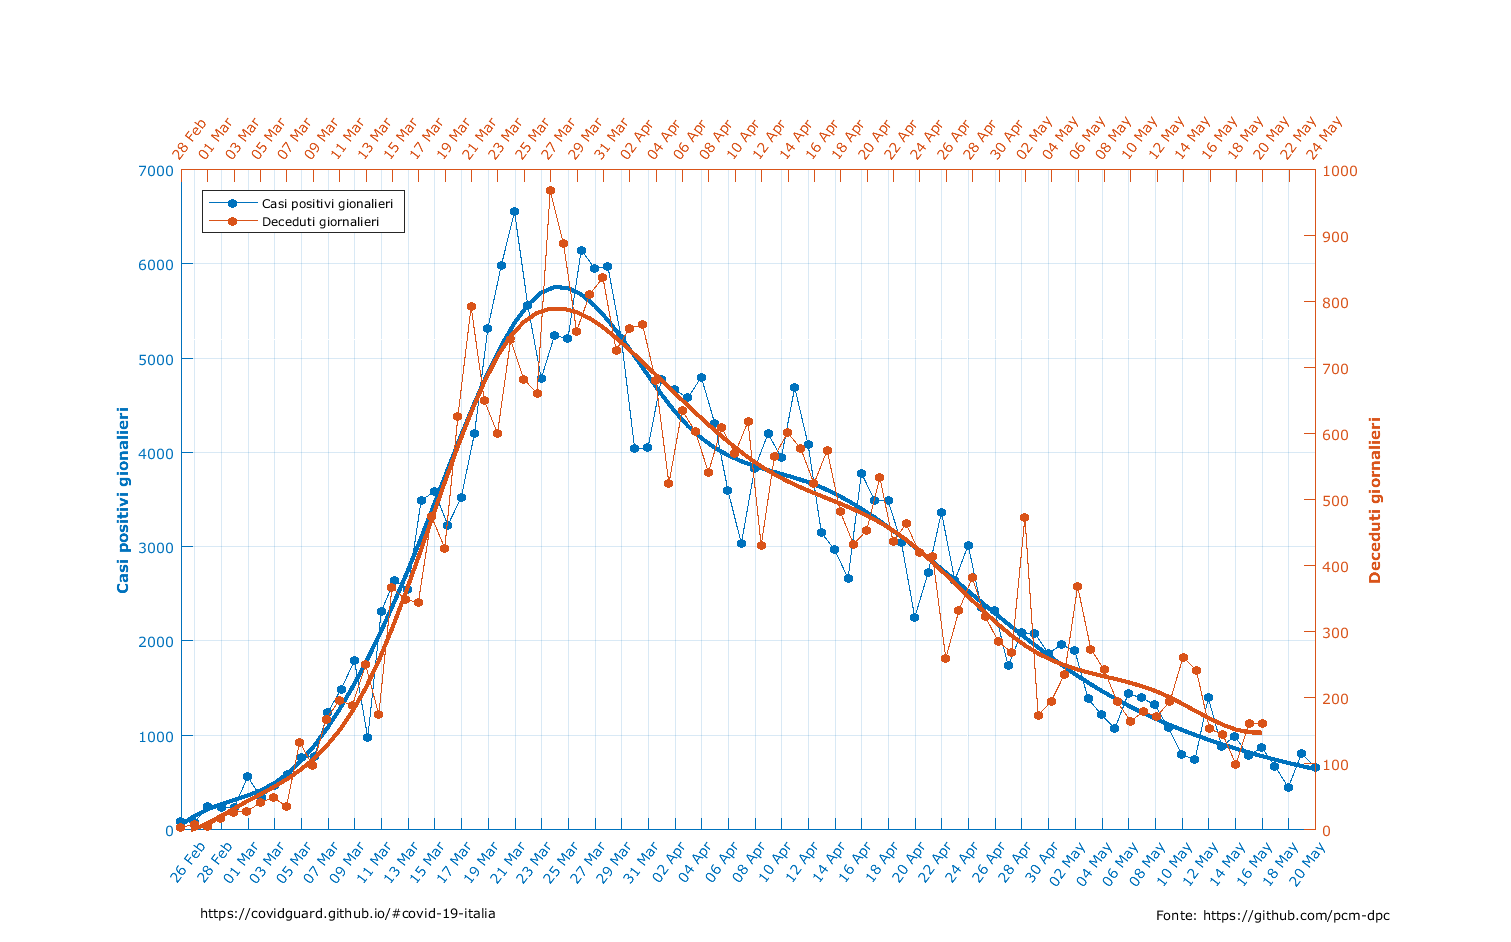 28 Feb
01 Mar
03 Mar
05 Mar
07 Mar
09 Mar
11 Mar
13 Mar
15 Mar
17 Mar
19 Mar
21 Mar
23 Mar
25 Mar
27 Mar
29 Mar
31 Mar
02 Apr
04 Apr
06 Apr
08 Apr
10 Apr
12 Apr
14 Apr
16 Apr
18 Apr
20 Apr
22 Apr
24 Apr
26 Apr
28 Apr
30 Apr
02 May
04 May
06 May
08 May
10 May
12 May
14 May
16 May
18 May
20 May
22 May
24 May
7000
6000
5000
4000
3000
2000
1000
0
Casi positivi gionalieri
Casi positivi gionalieri
Deceduti giornalieri
1000
900
800
700
600
500
400
300
200
100
0
Deceduti giornalieri
26 Feb
28 Feb
01 Mar
03 Mar
05 Mar
07 Mar
09 Mar
11 Mar
13 Mar
15 Mar
17 Mar
19 Mar
21 Mar
23 Mar
25 Mar
27 Mar
29 Mar
31 Mar
02 Apr
04 Apr
06 Apr
08 Apr
10 Apr
12 Apr
14 Apr
16 Apr
18 Apr
20 Apr
22 Apr
24 Apr
26 Apr
28 Apr
30 Apr
02 May
04 May
06 May
08 May
10 May
12 May
14 May
16 May
18 May
20 May
https://covidguard.github.io/#covid-19-italia
Fonte: https://github.com/pcm-dpc